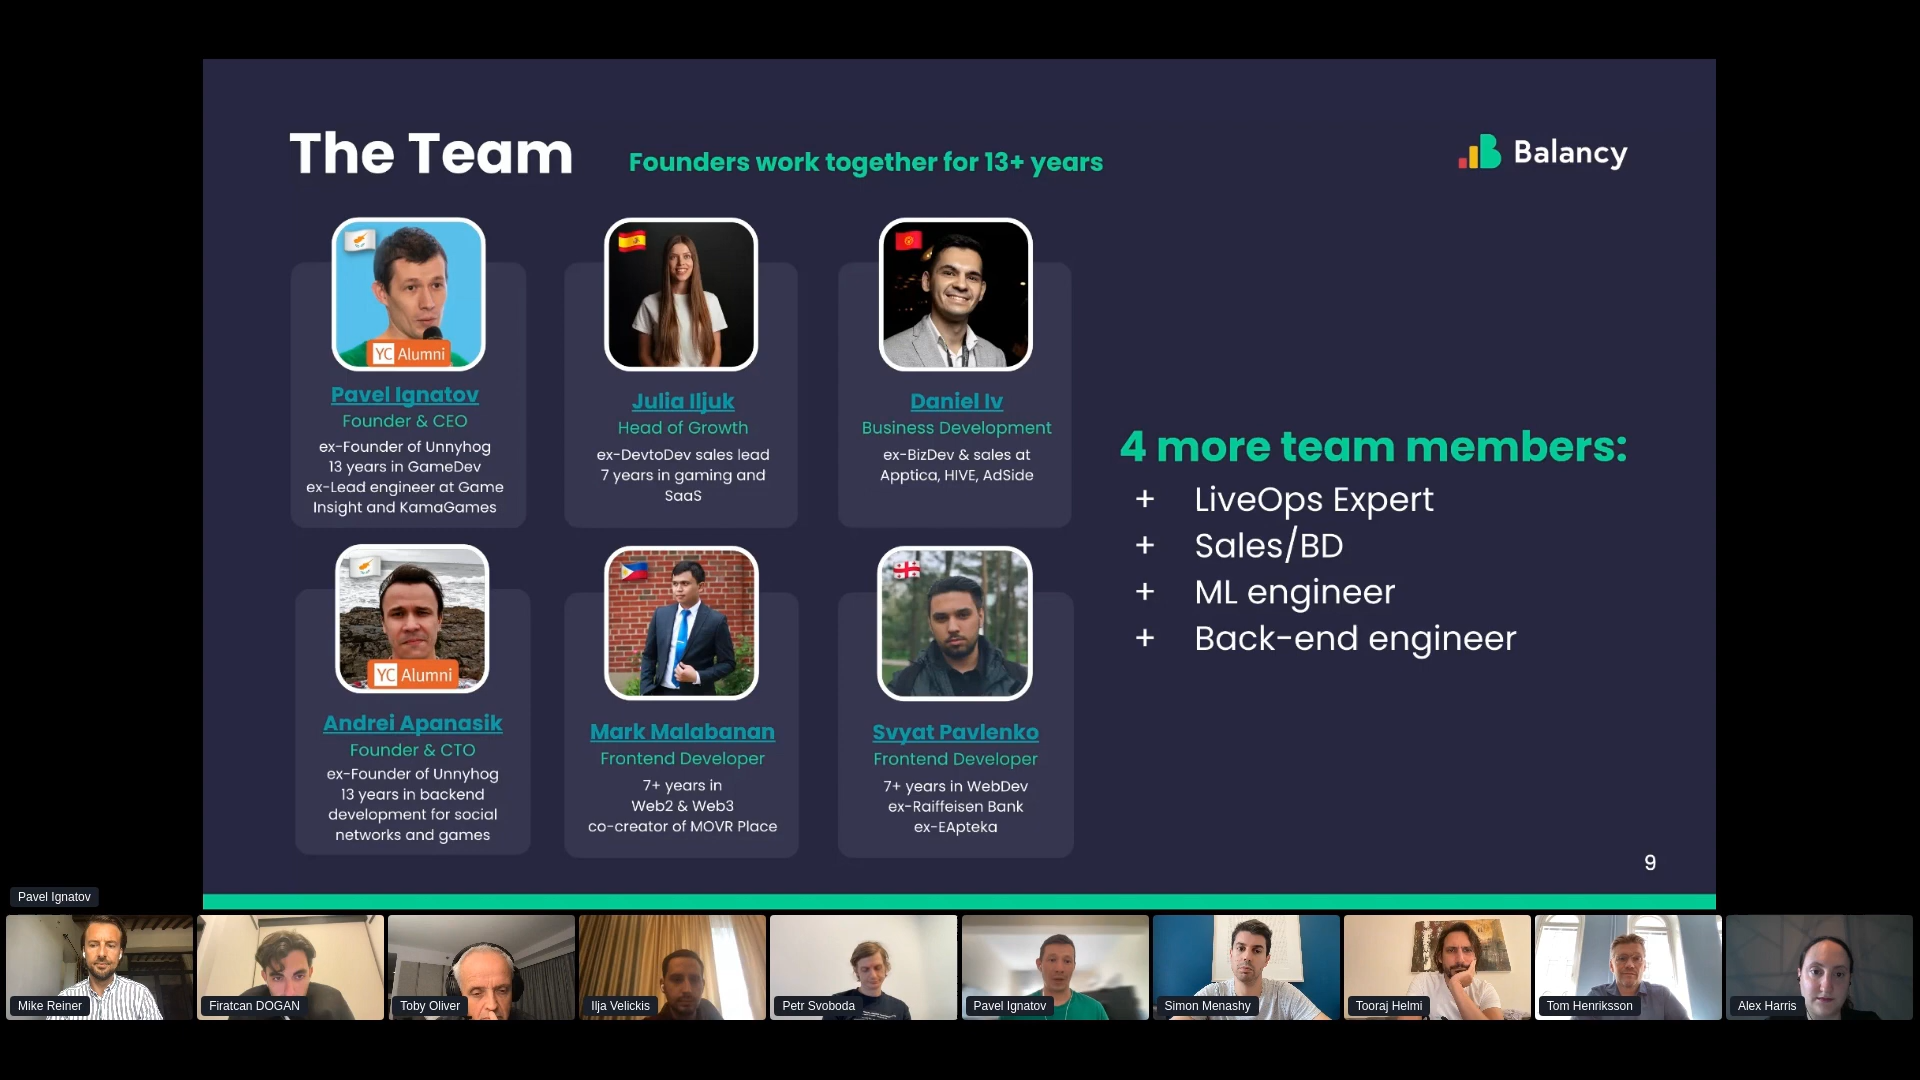 The Team
Founders work together for 13+ years
Balancy
YC Alumni
Pavel Ignatov
Founder & CEO
ex-Founder of Unnyhog
13 years in GameDev
ex-Lead engineer at Game
Insight and KamaGames
Julia Iljuk
Head of Growth
ex-DevtoDev sales lead
7 years in gaming and
SaaS
Daniel Iv
Business Development
ex-BizDev & sales at
Apptica, HIVE, AdSide
YC Alumni
Andrei Apanasik
Founder & CTO
ex-Founder of Unnyhog
13 years in backend
development for social
networks and games
Mark Malabanan
Frontend Developer
7+ years in
Web2 & Web3
co-creator of MOVR Place
Svyat Pavlenko
Frontend Developer
7+ years in WebDev
ex-Raiffeisen Bank
ex-EApteka
4 more team members:
+ LiveOps Expert
+ Sales/BD
+ ML engineer
+ Back-end engineer
9
Pavel Ignatov
Mike Reiner
Firatcan DOGAN
Toby Oliver
Ilja Velickis
Petr Svoboda
Pavel Ignatov
Simon Menashy
Tooraj Helmi
Tom Henriksson
Alex Harris